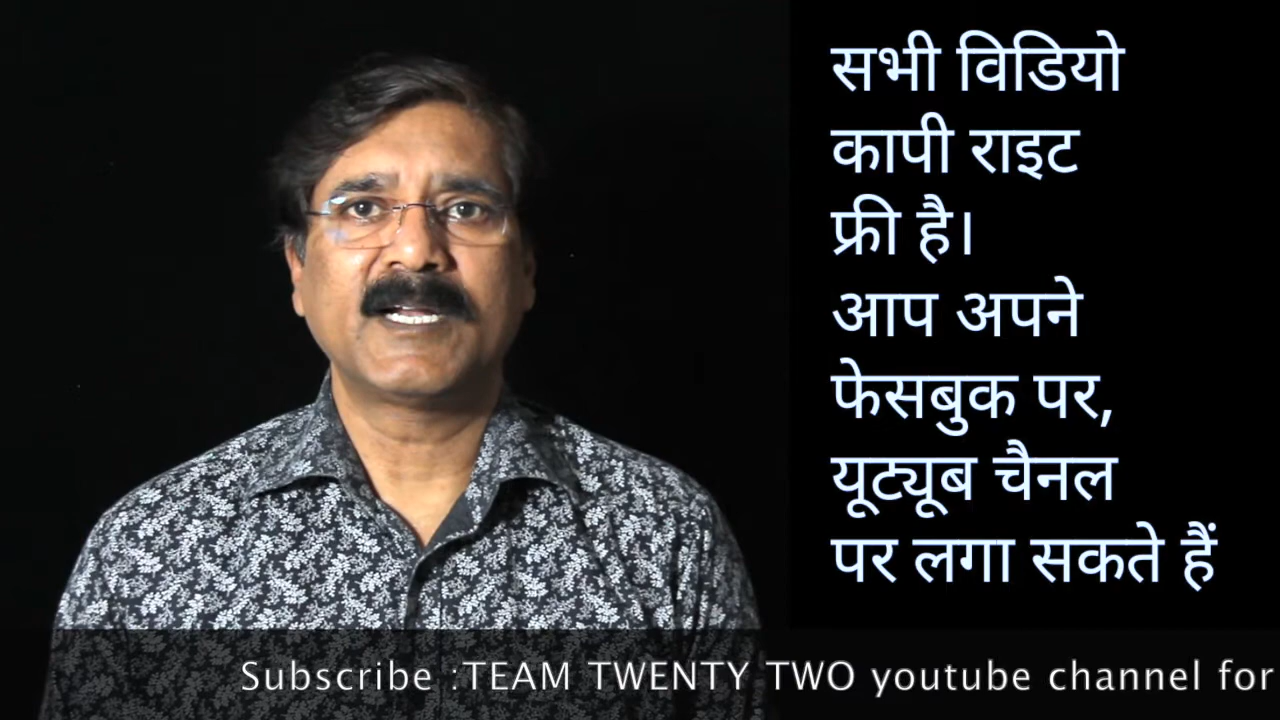 सभी विडियो
कापी राइट
फ्री है।
आप अपने
फेसबुक पर,
यूट्यूब चैनल
पर लगा सकते हैं
Subscribe :TEAM TWENTY TWO youtube channel for